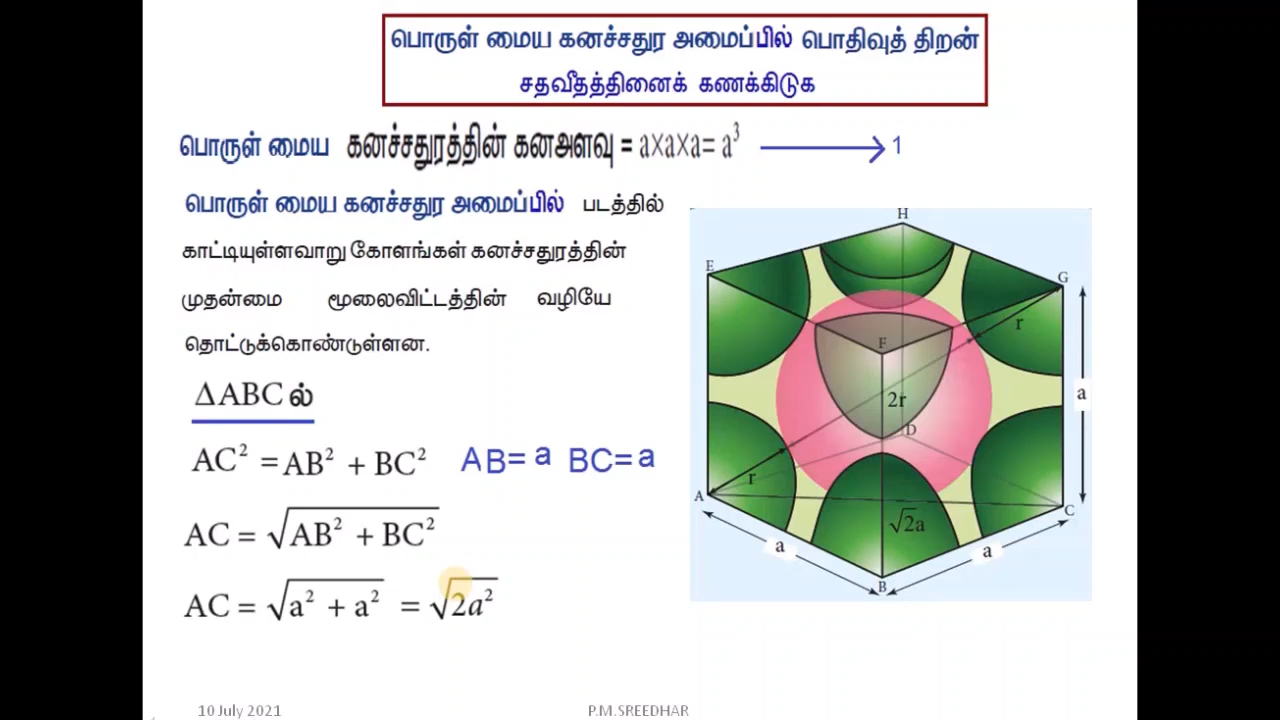 பொருள் மைய கனச்சதுர அமைப்பில் பொதிவுத் திறன்
சதவீதத்தினைக் கணக்கிடுக
பொருள் மைய கனச்சதுரத்தின் கனஅளவு = a×a×a= a³ → 1
பொருள் மைய கனச்சதுர அமைப்பில் படத்தில்
காட்டியுள்ளவாறு கோளங்கள் கனச்சதுரத்தின்
முதன்மை மூலைவிட்டத்தின் வழியே
தொட்டுக்கொண்டுள்ளன.
ΔABCல்
AC² = AB² + BC² AB= a BC= a
AC = √(AB² + BC²)
AC = √(a² + a²) = √(2a²)
H
E
G
r
F
a
2r
D
r
A
C
√2a
a
a
B
10 July 2021
P.M.SREEDHAR